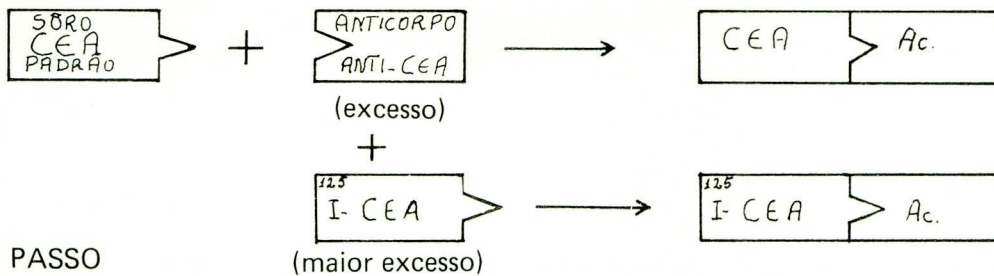 SÔRO
CEA
PADRÃO
+
ANTICORPO
ANTI-CEA
CEA
Ac.
(excesso)
+
125
I- CEA
125
I- CEA
Ac.
PASSO
(maior excesso)